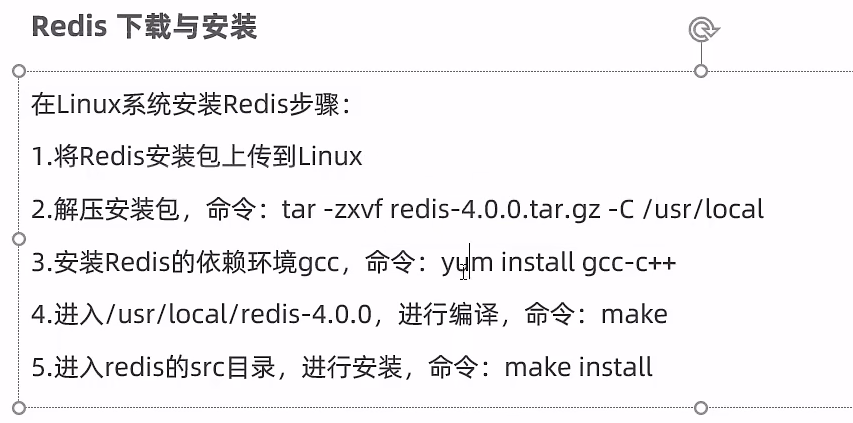 Redis 下载与安装
在Linux系统安装Redis步骤：
1.将Redis安装包上传到Linux
2.解压安装包，命令：tar -zxvf redis-4.0.0.tar.gz -C /usr/local
3.安装Redis的依赖环境gcc，命令：yum install gcc-c++
4.进入/usr/local/redis-4.0.0，进行编译，命令：make
5.进入redis的src目录，进行安装，命令：make install